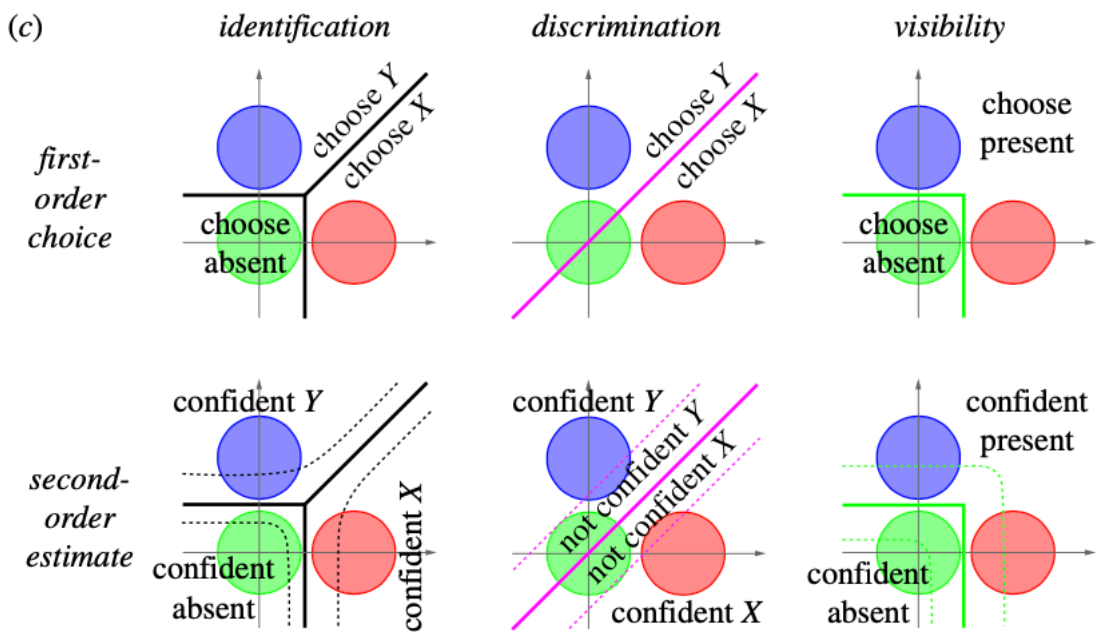 (c)
identification
discrimination
visibility
first-
order
choice
choose Y
choose X
choose
absent
choose Y
choose X
choose
present
choose
absent
second-
order
estimate
confident Y
confident X
confident
absent
confident Y
not confident Y
not confident X
confident X
confident
present
confident
absent